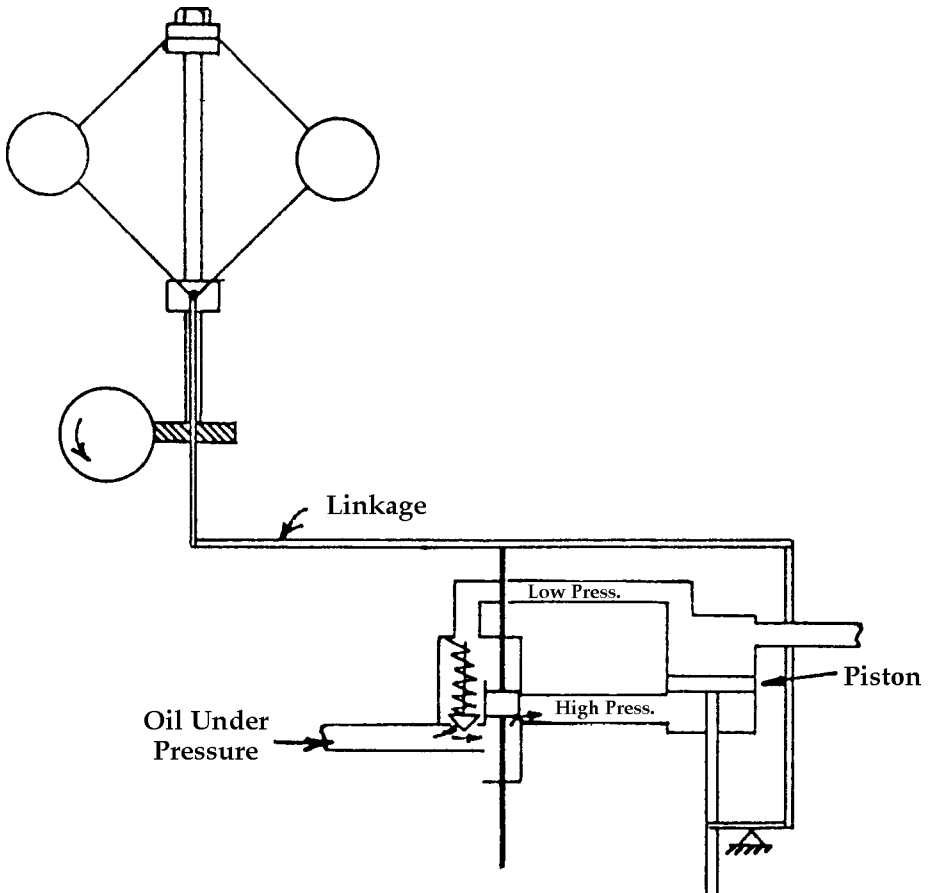 Linkage
Low Press.
Piston
High Press.
Oil Under
Pressure